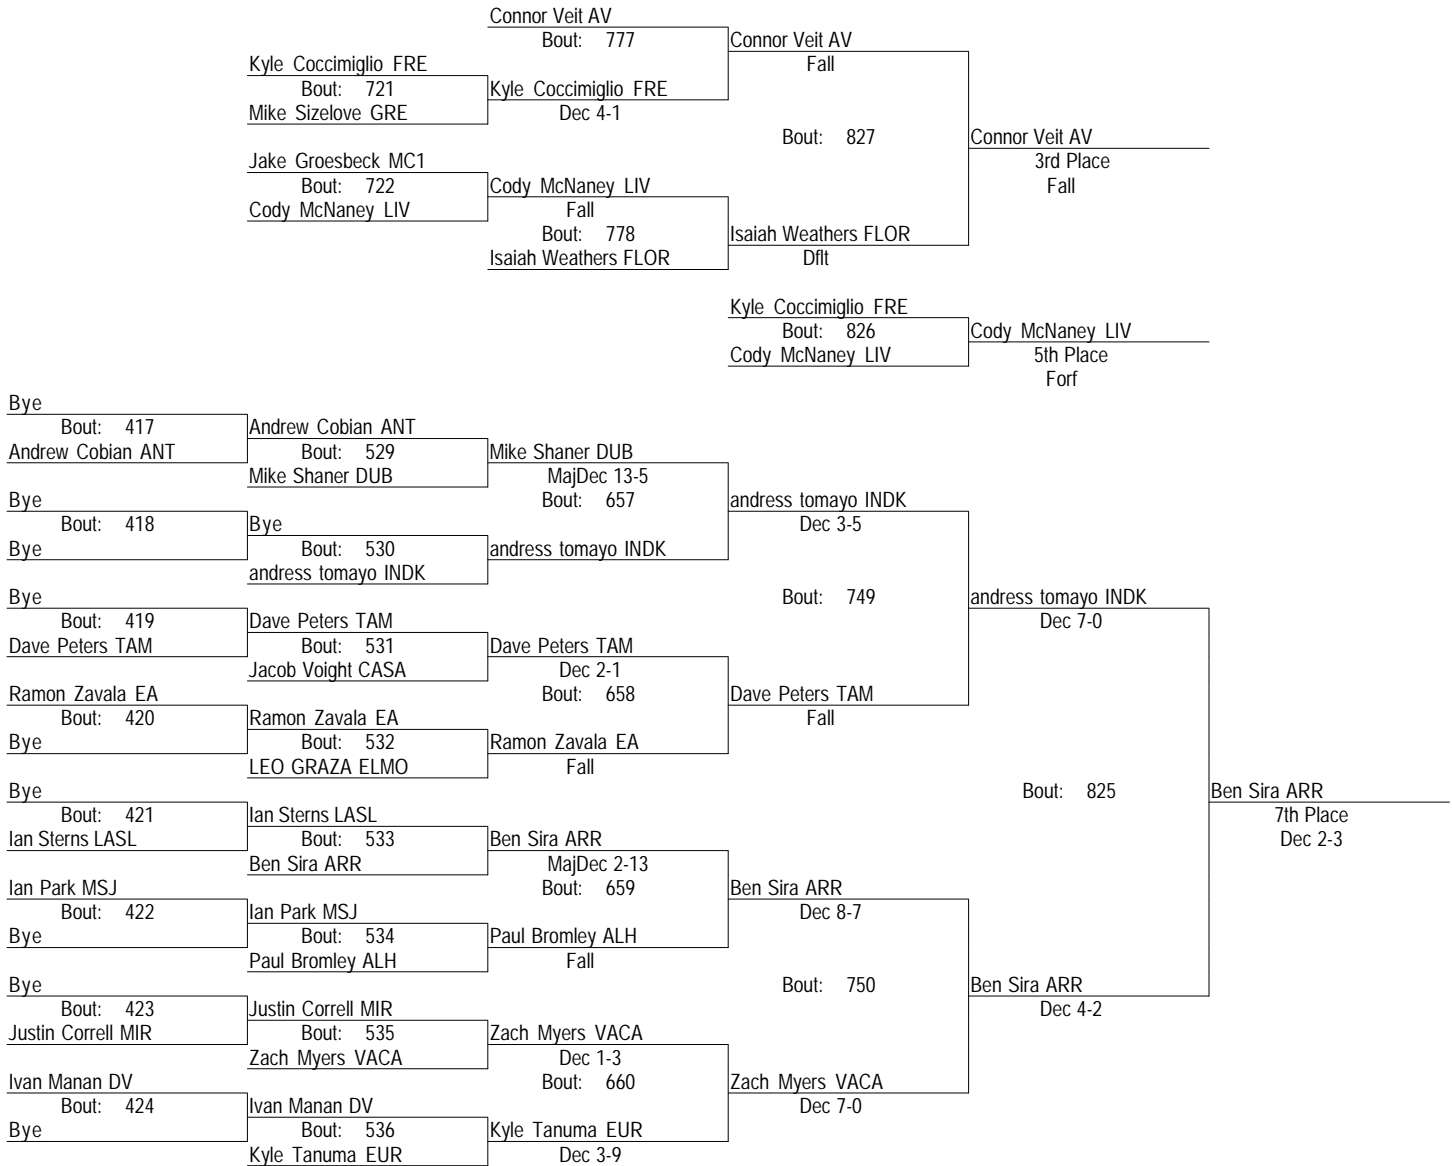 Connor Veit AV
Bout: 777
Connor Veit AV
Kyle Coccimiglio FRE
Fall
Bout: 721
Kyle Coccimiglio FRE
Mike Sizelove GRE
Dec 4-1
Bout: 827
Connor Veit AV
Jake Groesbeck MC1
3rd Place
Bout: 722
Cody McNaney LIV
Fall
Cody McNaney LIV
Fall
Bout: 778
Isaiah Weathers FLOR
Isaiah Weathers FLOR
Dflt
Kyle Coccimiglio FRE
Bout: 826
Cody McNaney LIV
Cody McNaney LIV
5th Place
Forf
Bye
Bout: 417
Andrew Cobian ANT
Andrew Cobian ANT
Bout: 529
Mike Shaner DUB
Mike Shaner DUB
MajDec 13-5
Bye
Bout: 657
andress tomayo INDK
Bout: 418
Bye
Dec 3-5
Bye
Bout: 530
andress tomayo INDK
andress tomayo INDK
Bye
Bout: 749
andress tomayo INDK
Bout: 419
Dave Peters TAM
Dec 7-0
Dave Peters TAM
Bout: 531
Dave Peters TAM
Jacob Voight CASA
Dec 2-1
Ramon Zavala EA
Bout: 658
Dave Peters TAM
Bout: 420
Ramon Zavala EA
Fall
Bye
Bout: 532
Ramon Zavala EA
LEO GRAZA ELMO
Fall
Bye
Bout: 825
Ben Sira ARR
Bout: 421
Ian Sterns LASL
7th Place
Ian Sterns LASL
Bout: 533
Ben Sira ARR
Dec 2-3
Ben Sira ARR
MajDec 2-13
Ian Park MSJ
Bout: 659
Ben Sira ARR
Bout: 422
Ian Park MSJ
Dec 8-7
Bye
Bout: 534
Paul Bromley ALH
Paul Bromley ALH
Fall
Bye
Bout: 750
Ben Sira ARR
Bout: 423
Justin Correll MIR
Dec 4-2
Justin Correll MIR
Bout: 535
Zach Myers VACA
Zach Myers VACA
Dec 1-3
Ivan Manan DV
Bout: 660
Zach Myers VACA
Bout: 424
Ivan Manan DV
Dec 7-0
Bye
Bout: 536
Kyle Tanuma EUR
Kyle Tanuma EUR
Dec 3-9